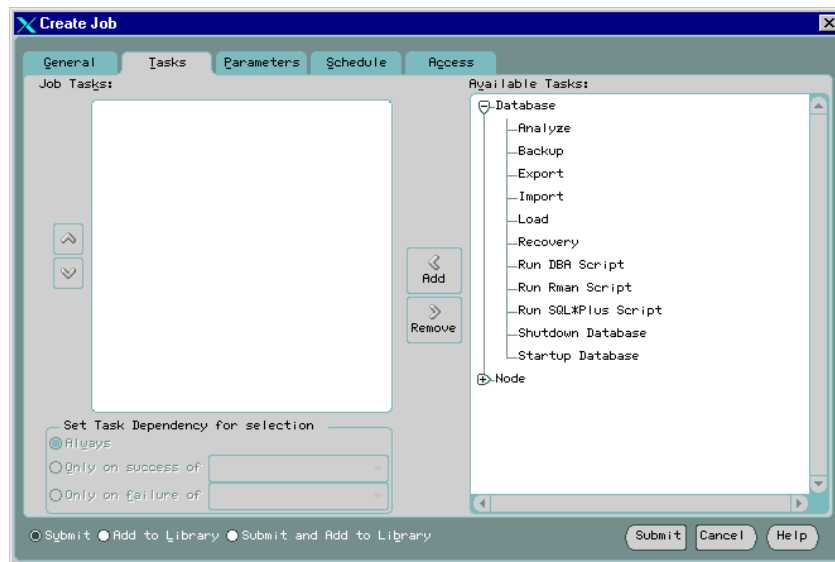 Create Job
General Tasks Parameters Schedule Access
Job Tasks:
Available Tasks:
Database
Analyze
Backup
Export
Import
Load
Recovery
Run DBA Script
Run Rman Script
Run SQL*Plus Script
Shutdown Database
Startup Database
Node
Add
Remove
Set Task Dependency for selection
Always
Only on success of
Only on failure of
Submit Add to Library Submit and Add to Library
Submit Cancel Help